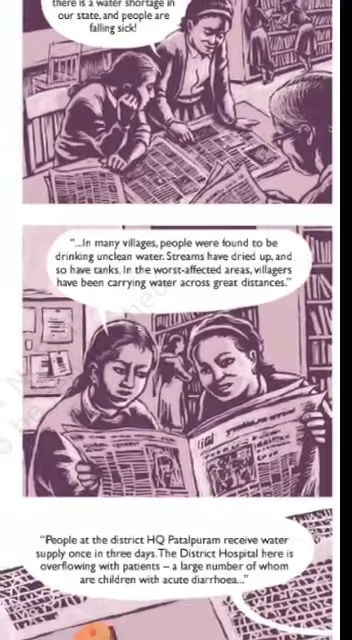 there is a water shortage in
our state, and people are
falling sick!
"...In many villages, people were found to be
drinking unclean water. Streams have dried up, and
so have tanks. In the worst-affected areas, villagers
have been carrying water across great distances."
"People at the district HQ Patalpuram receive water
supply once in three days. The District Hospital here is
overflowing with patients – a large number of whom
are children with acute diarrhoea..."